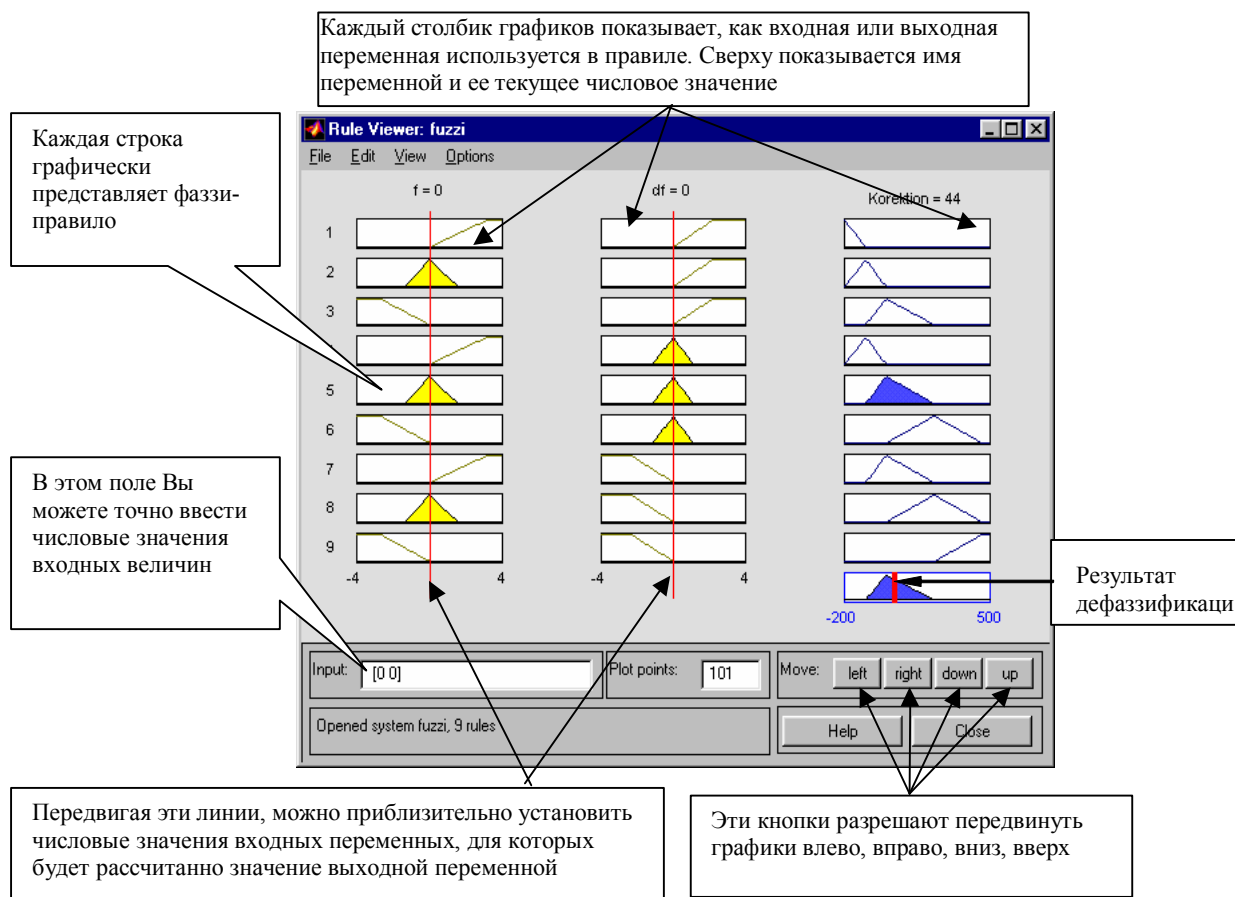 Каждый столбик графиков показывает, как входная или выходная
переменная используется в правиле. Сверху показывается имя
переменной и ее текущее числовое значение
Каждая строка
графически
представляет фаззи-
правило
Rule Viewer: fuzzi
File Edit View Options
f = 0
df = 0
Korektion = 44
1
2
3
5
6
7
8
9
-4 4
-4 4
-200 500
В этом поле Вы
можете точно ввести
числовые значения
входных величин
Результат
дефаззификаци
Input: [0 0]
Plot points: 101
Move: left right down up
Opened system fuzzi, 9 rules
Help Close
Передвигая эти линии, можно приблизительно установить
числовые значения входных переменных, для которых
будет рассчитанно значение выходной переменной
Эти кнопки разрешают передвинуть
графики влево, вправо, вниз, вверх